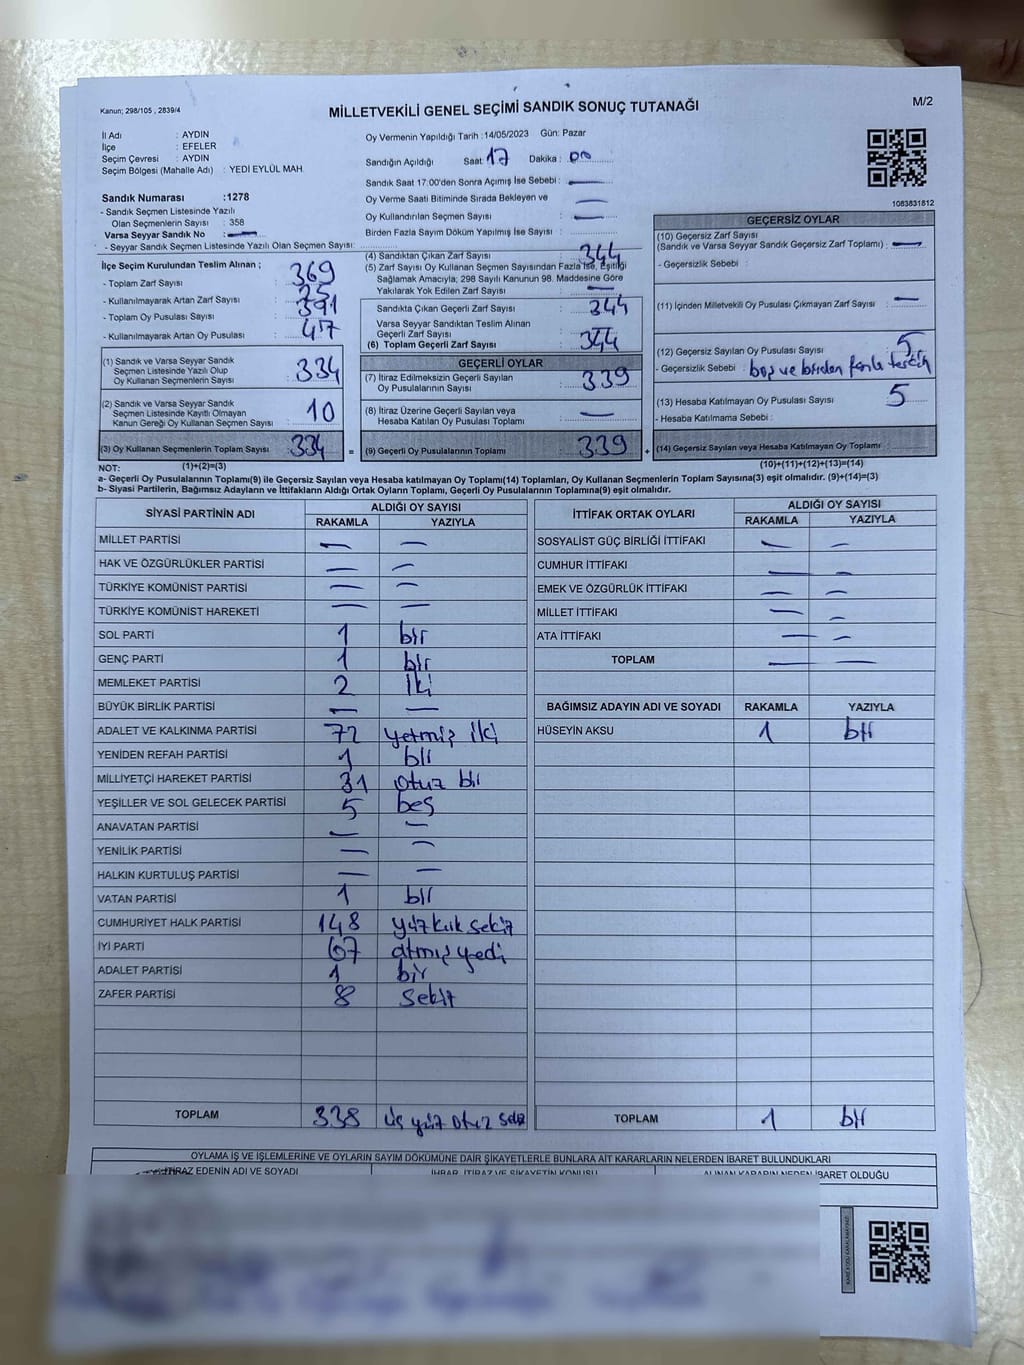 Kanun; 298/105 , 2839/4
MİLLETVEKİLİ GENEL SEÇİMİ SANDIK SONUÇ TUTANAĞI
M/2
İl Adı : AYDIN
İlçe : EFELER
Seçim Çevresi : AYDIN
Seçim Bölgesi (Mahalle Adı) : YEDİ EYLÜL MAH.
Oy Vermenin Yapıldığı Tarih :14/05/2023 Gün: Pazar
Sandığın Açıldığı Saat 17 Dakika : 00
Sandık Saat 17:00'den Sonra Açımış İse Sebebi : —
Oy Verme Saati Bitiminde Sırada Bekleyen ve —
Oy Kullandırılan Seçmen Sayısı : —
Birden Fazla Sayım Döküm Yapılmış İse Sayısı :
1083831812
Sandık Numarası :1278
- Sandık Seçmen Listesinde Yazılı
Olan Seçmenlerin Sayısı : 358
Varsa Seyyar Sandık No : —
- Seyyar Sandık Seçmen Listesinde Yazılı Olan Seçmen Sayısı:
İlçe Seçim Kurulundan Teslim Alınan ;
- Toplam Zarf Sayısı : 369
- Kullanılmayarak Artan Zarf Sayısı : 25
- Toplam Oy Pusulası Sayısı : 391
- Kullanılmayarak Artan Oy Pusulası : 47
(1) Sandık ve Varsa Seyyar Sandık
Seçmen Listesinde Yazılı Olup
Oy Kullanan Seçmenlerin Sayısı : 334
(2) Sandık ve Varsa Seyyar Sandık
Seçmen Listesinde Kayıtlı Olmayan
Kanun Gereği Oy Kullanan Seçmen Sayısı : 10
(3) Oy Kullanan Seçmenlerin Toplam Sayısı : 334 =
(4) Sandıktan Çıkan Zarf Sayısı : 344
(5) Zarf Sayısı Oy Kullanan Seçmen Sayısından Fazla İse, Eşitliği
Sağlamak Amacıyla; 298 Sayılı Kanunun 98. Maddesine Göre
Yakılarak Yok Edilen Zarf Sayısı : —
Sandıkta Çıkan Geçerli Zarf Sayısı : 344
Varsa Seyyar Sandıktan Teslim Alınan
Geçerli Zarf Sayısı
(6) Toplam Geçerli Zarf Sayısı : 344
GEÇERLİ OYLAR
(7) İtiraz Edilmeksizin Geçerli Sayılan
Oy Pusulalarının Sayısı : 339
(8) İtiraz Üzerine Geçerli Sayılan veya
Hesaba Katılan Oy Pusulası Toplamı : —
(9) Geçerli Oy Pusulalarının Toplamı : 339 +
GEÇERSİZ OYLAR
(10) Geçersiz Zarf Sayısı
(Sandık ve Varsa Seyyar Sandık Geçersiz Zarf Toplamı) : —
- Geçersizlik Sebebi :
(11) İçinden Milletvekili Oy Pusulası Çıkmayan Zarf Sayısı : —
(12) Geçersiz Sayılan Oy Pusulası Sayısı : 5
- Geçersizlik Sebebi : boş ve birden fazla tercih
(13) Hesaba Katılmayan Oy Pusulası Sayısı : 5
- Hesaba Katılmama Sebebi :
(14) Geçersiz Sayılan veya Hesaba Katılmayan Oy Toplamı :
NOT: (1)+(2)=(3) (10)+(11)+(12)+(13)=(14)
a- Geçerli Oy Pusulalarının Toplamı(9) ile Geçersiz Sayılan veya Hesaba katılmayan Oy Toplamı(14) Toplamları, Oy Kullanan Seçmenlerin Toplam Sayısına(3) eşit olmalıdır. (9)+(14)=(3)
b- Siyasi Partilerin, Bağımsız Adayların ve İttifakların Aldığı Ortak Oyların Toplamı, Geçerli Oy Pusulalarının Toplamına(9) eşit olmalıdır.
SİYASİ PARTİNİN ADI ALDIĞI OY SAYISI
RAKAMLA YAZIYLA
MİLLET PARTİSİ — —
HAK VE ÖZGÜRLÜKLER PARTİSİ — —
TÜRKİYE KOMÜNİST PARTİSİ — —
TÜRKİYE KOMÜNİST HAREKETİ — —
SOL PARTİ 1 bir
GENÇ PARTİ 1 bir
MEMLEKET PARTİSİ 2 iki
BÜYÜK BİRLİK PARTİSİ — —
ADALET VE KALKINMA PARTİSİ 72 yetmiş iki
YENİDEN REFAH PARTİSİ 1 bir
MİLLİYETÇİ HAREKET PARTİSİ 31 otuz bir
YEŞİLLER VE SOL GELECEK PARTİSİ 5 beş
ANAVATAN PARTİSİ — —
YENİLİK PARTİSİ — —
HALKIN KURTULUŞ PARTİSİ — —
VATAN PARTİSİ 1 bir
CUMHURİYET HALK PARTİSİ 148 yüz kırk sekiz
İYİ PARTİ 67 atmış yedi
ADALET PARTİSİ 1 bir
ZAFER PARTİSİ 8 sekiz
TOPLAM 338 üç yüz otuz sekiz
İTTİFAK ORTAK OYLARI ALDIĞI OY SAYISI
RAKAMLA YAZIYLA
SOSYALİST GÜÇ BİRLİĞİ İTTİFAKI — —
CUMHUR İTTİFAKI — —
EMEK VE ÖZGÜRLÜK İTTİFAKI — —
MİLLET İTTİFAKI — —
ATA İTTİFAKI — —
TOPLAM — —
BAĞIMSIZ ADAYIN ADI VE SOYADI RAKAMLA YAZIYLA
HÜSEYİN AKSU 1 bir
TOPLAM 1 bir
OYLAMA İŞ VE İŞLEMLERİNE VE OYLARIN SAYIM DÖKÜMÜNE DAİR ŞİKAYETLERLE BUNLARA AİT KARARLARIN NELERDEN İBARET BULUNDUKLARI
İTİRAZ EDENİN ADI VE SOYADI İHBAR, İTİRAZ VE ŞİKAYETİN KONUSU ALINAN KARARIN NEDEN İBARET OLDUĞU